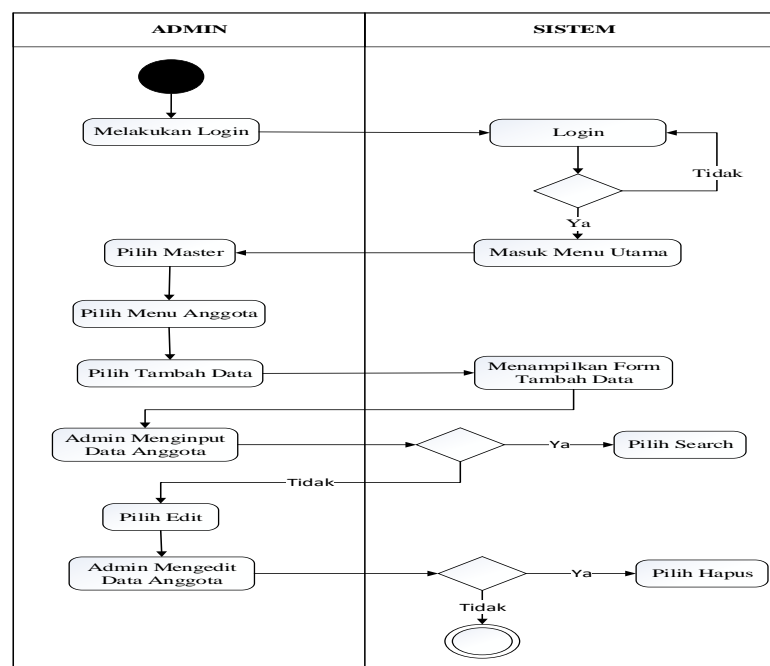 ADMIN
SISTEM
Melakukan Login
Login
Tidak
Ya
Pilih Master
Masuk Menu Utama
Pilih Menu Anggota
Pilih Tambah Data
Menampilkan Form
Tambah Data
Admin Menginput
Data Anggota
Ya
Pilih Search
Tidak
Pilih Edit
Admin Mengedit
Data Anggota
Ya
Pilih Hapus
Tidak